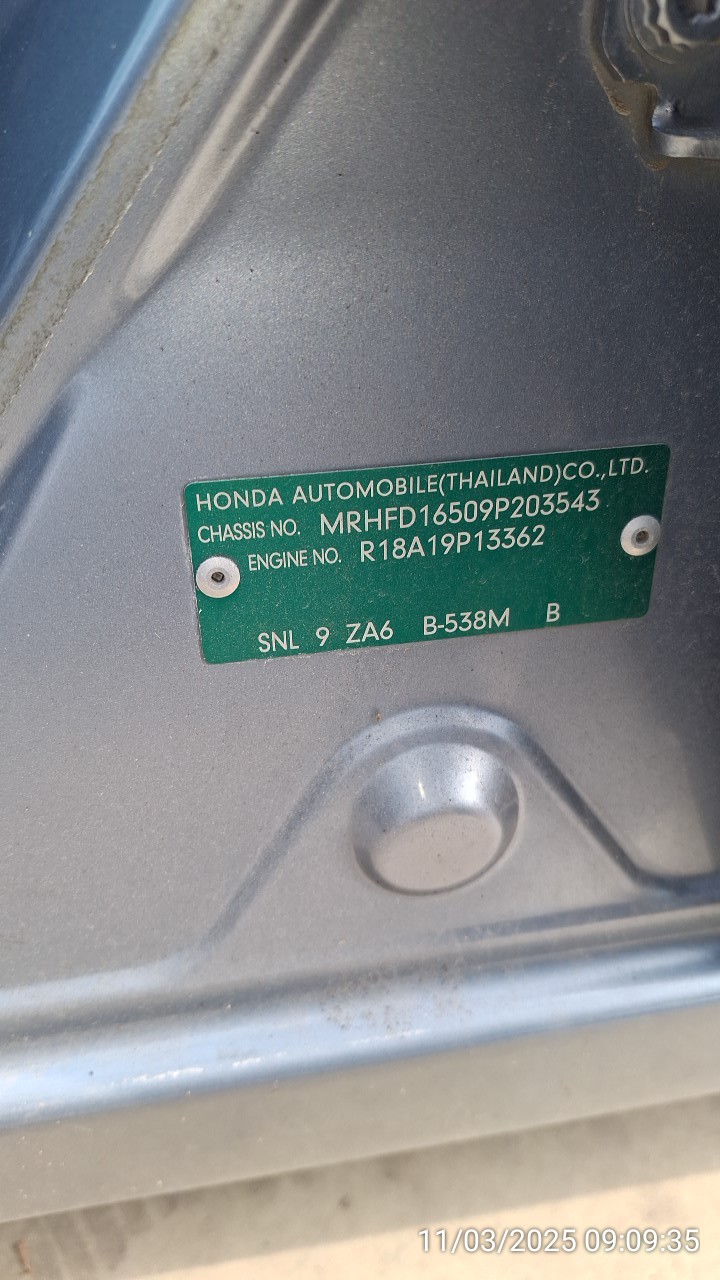 HONDA AUTOMOBILE(THAILAND)CO.,LTD.
CHASSIS NO. MRHFD16509P203543
ENGINE NO. R18A19P13362
SNL 9 ZA6 B-538M B
11/03/2025 09:09:35